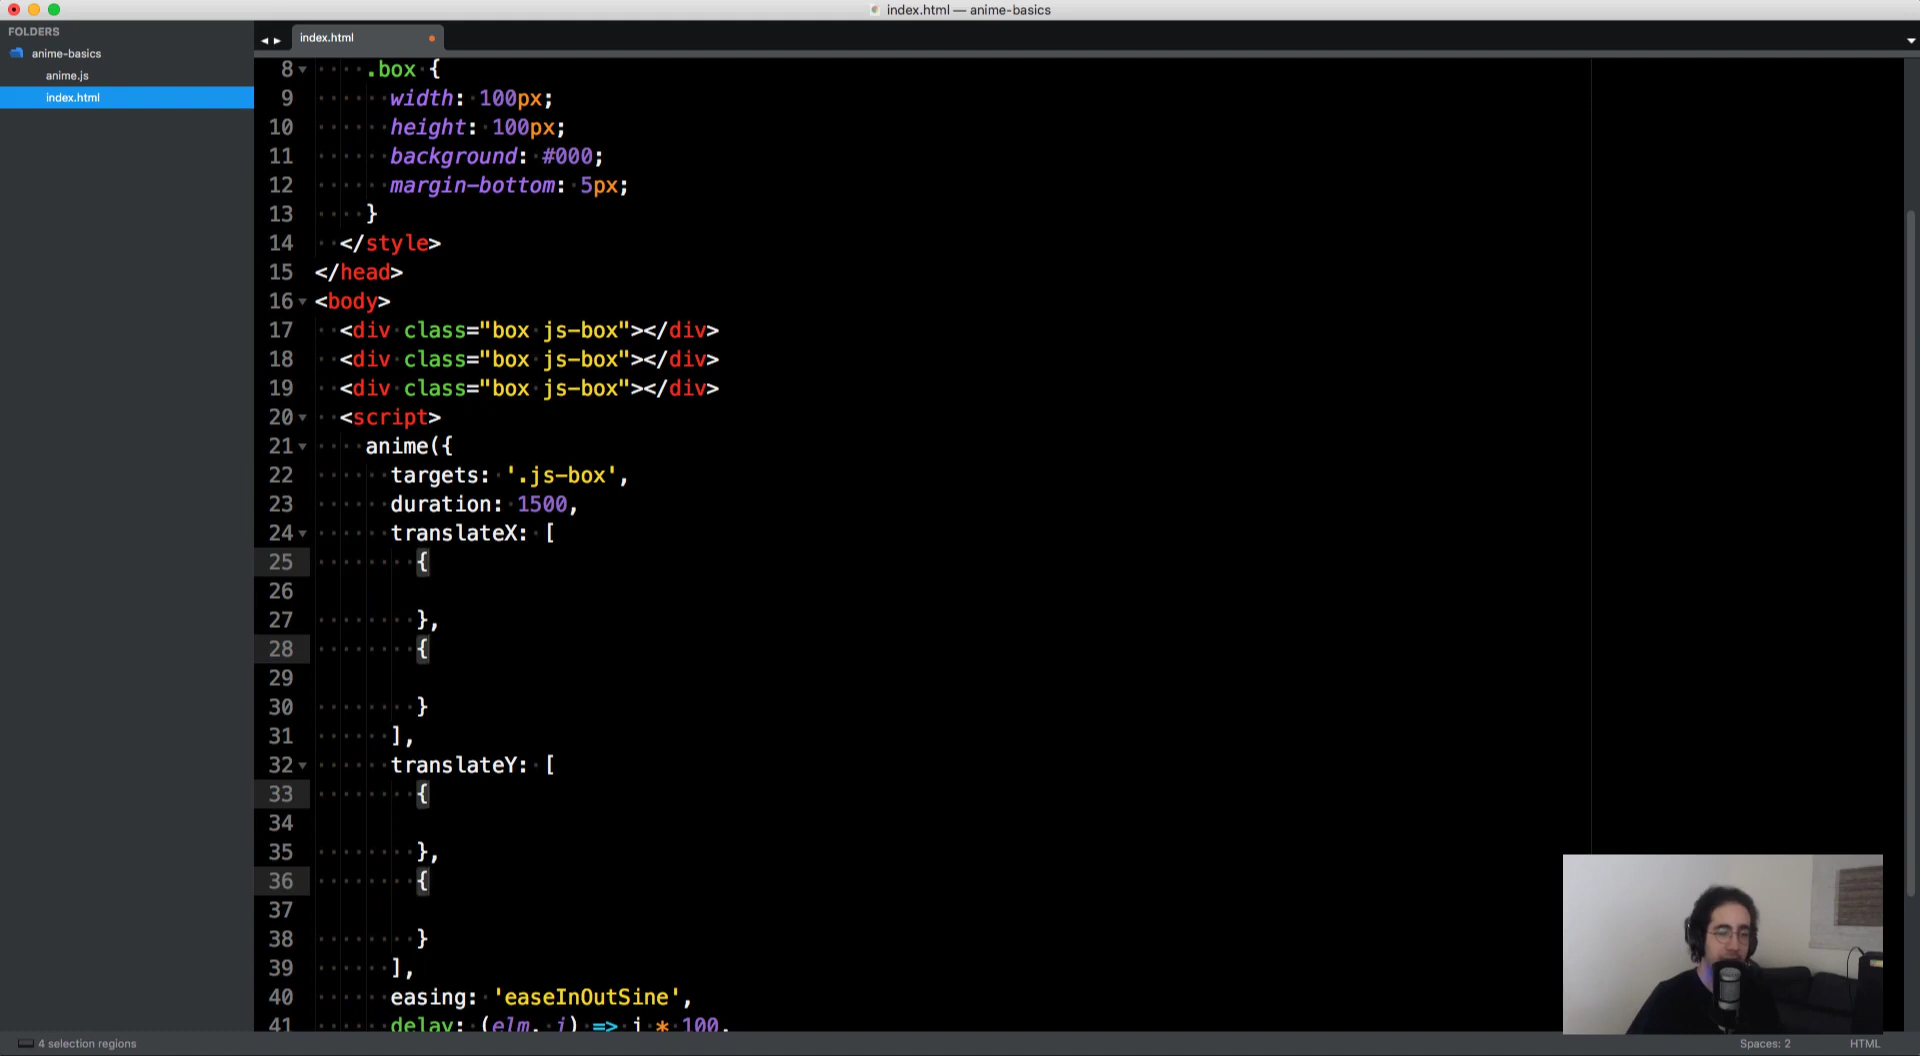 index.html — anime-basics
FOLDERS
anime-basics
anime.js
index.html
index.html
8 .box {
9 width: 100px;
10 height: 100px;
11 background: #000;
12 margin-bottom: 5px;
13 }
14 </style>
15 </head>
16 <body>
17 <div class="box js-box"></div>
18 <div class="box js-box"></div>
19 <div class="box js-box"></div>
20 <script>
21 anime({
22 targets: '.js-box',
23 duration: 1500,
24 translateX: [
25 {
26
27 },
28 {
29
30 }
31 ],
32 translateY: [
33 {
34
35 },
36 {
37
38 }
39 ],
40 easing: 'easeInOutSine',
41 delay: (elm, i) => i * 100,
4 selection regions
Spaces: 2
HTML